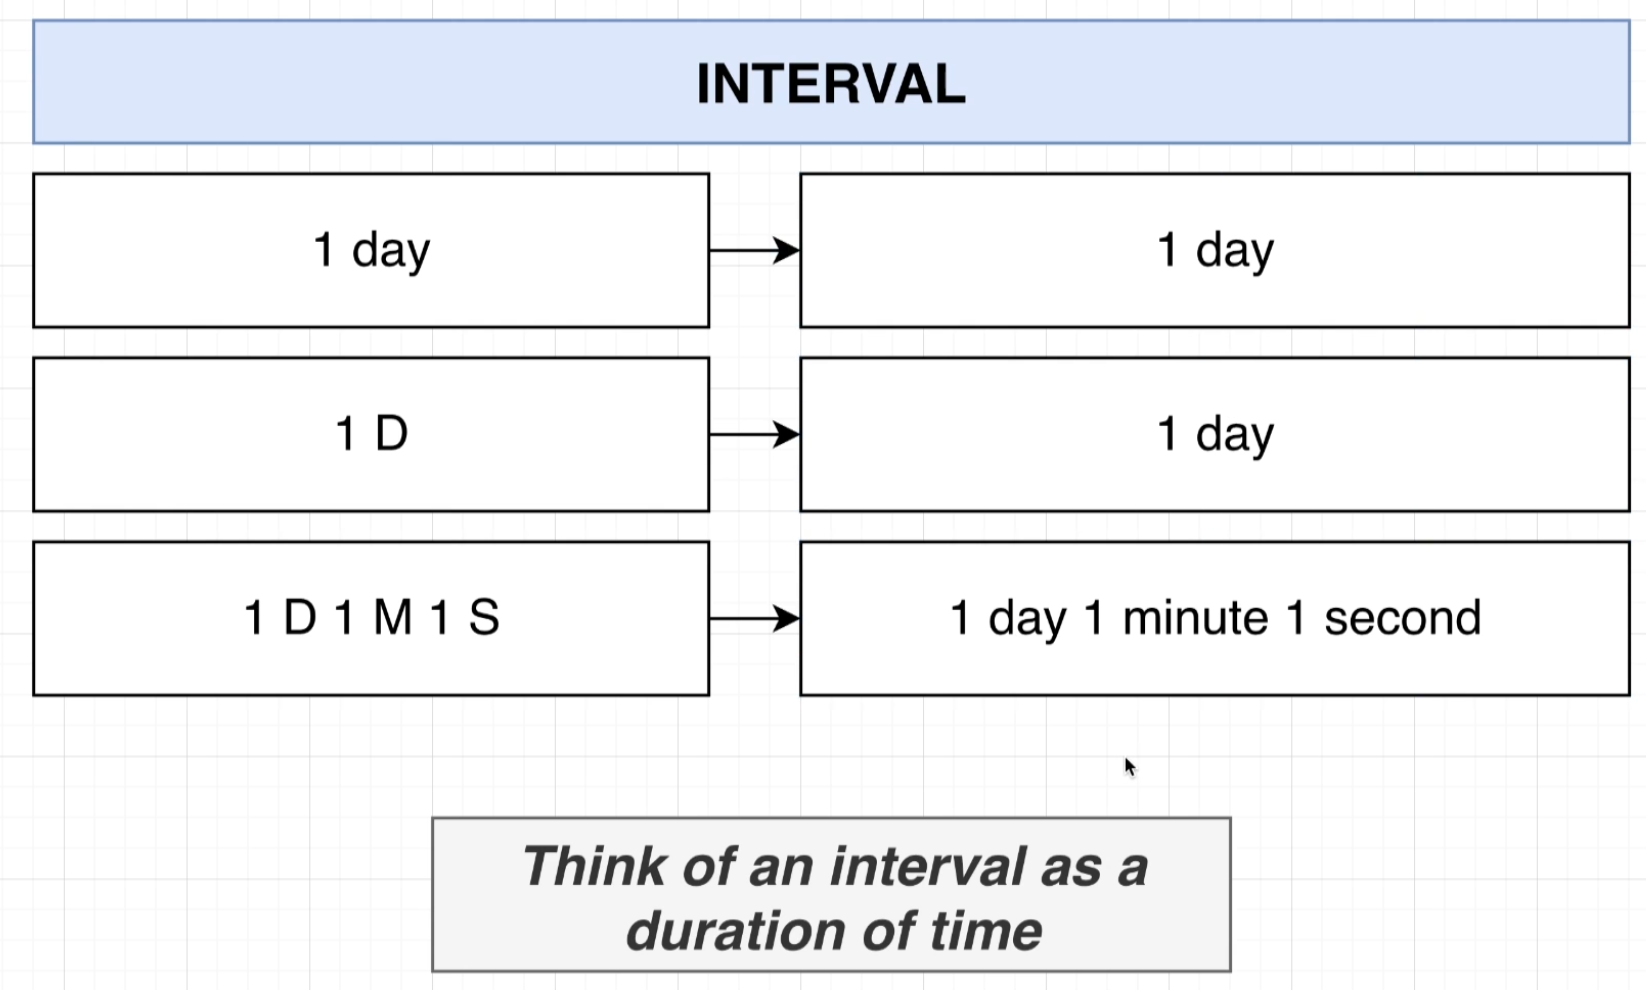 INTERVAL
1 day
1 day
1 D
1 day
1 D 1 M 1 S
1 day 1 minute 1 second
Think of an interval as a
duration of time